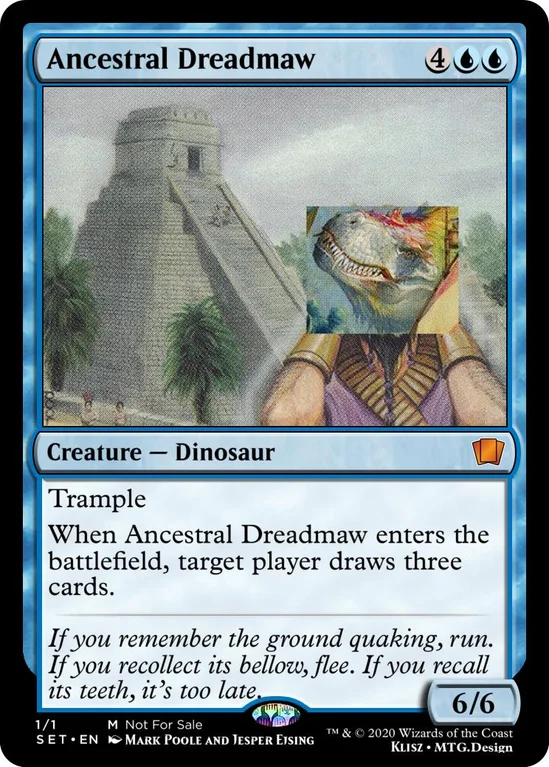 Ancestral Dreadmaw 4
Creature — Dinosaur
Trample
When Ancestral Dreadmaw enters the
battlefield, target player draws three
cards.
If you remember the ground quaking, run.
If you recollect its bellow, flee. If you recall
its teeth, it's too late.
6/6
1/1 M Not For Sale
SET • EN Mark Poole and Jesper Eising
™ & © 2020 Wizards of the Coast
Klisz • MTG.Design